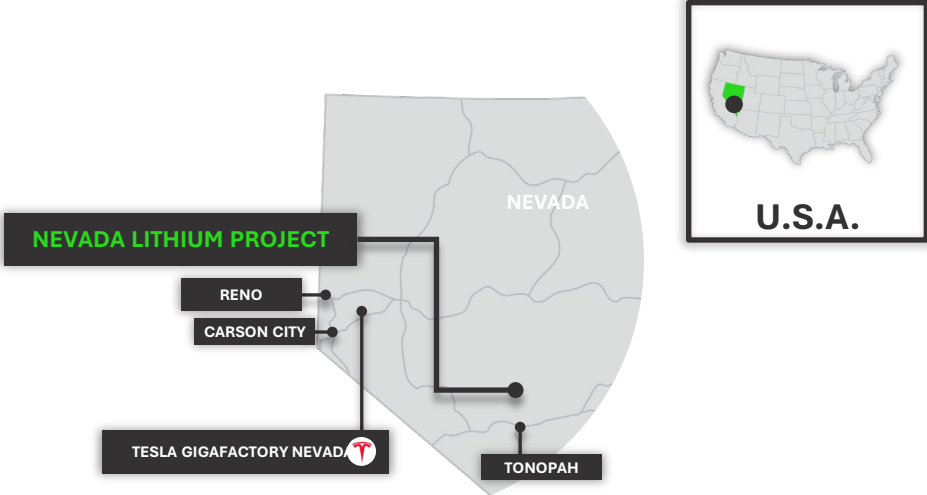 NEVADA
U.S.A.
NEVADA LITHIUM PROJECT
RENO
CARSON CITY
TESLA GIGAFACTORY NEVADA
TONOPAH